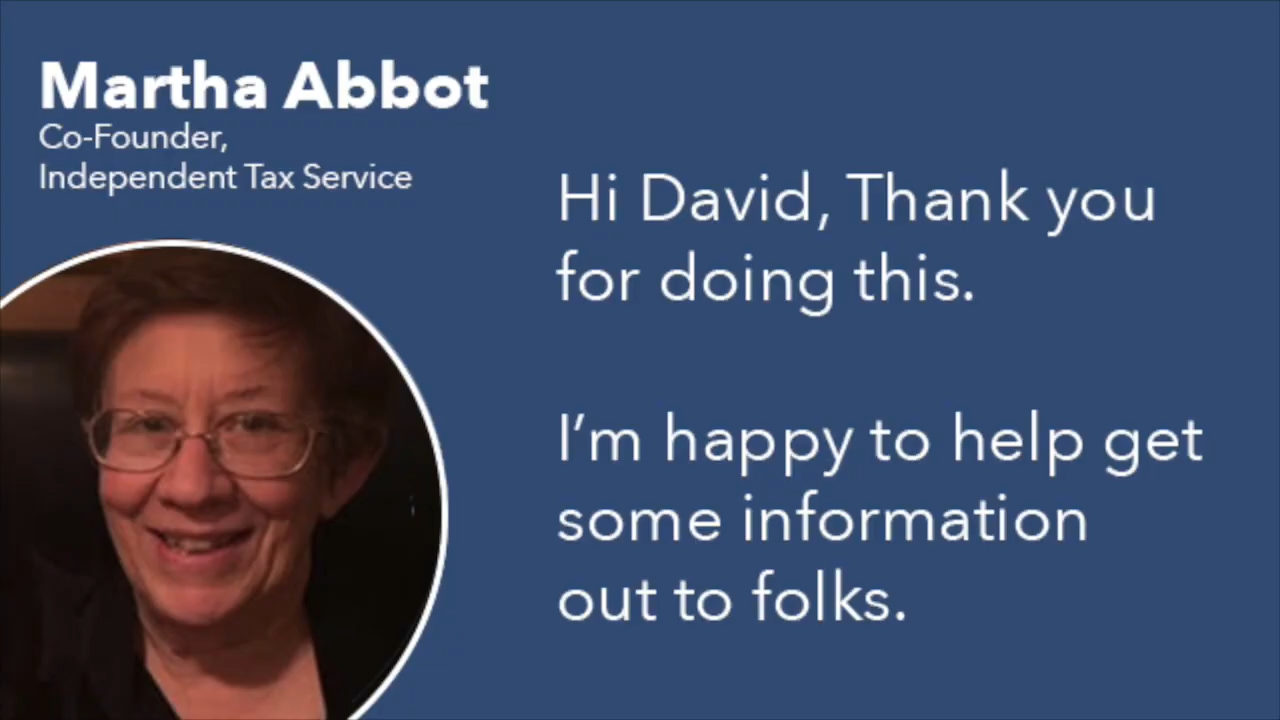 Martha Abbot
Co-Founder,
Independent Tax Service
Hi David, Thank you
for doing this.
I'm happy to help get
some information
out to folks.